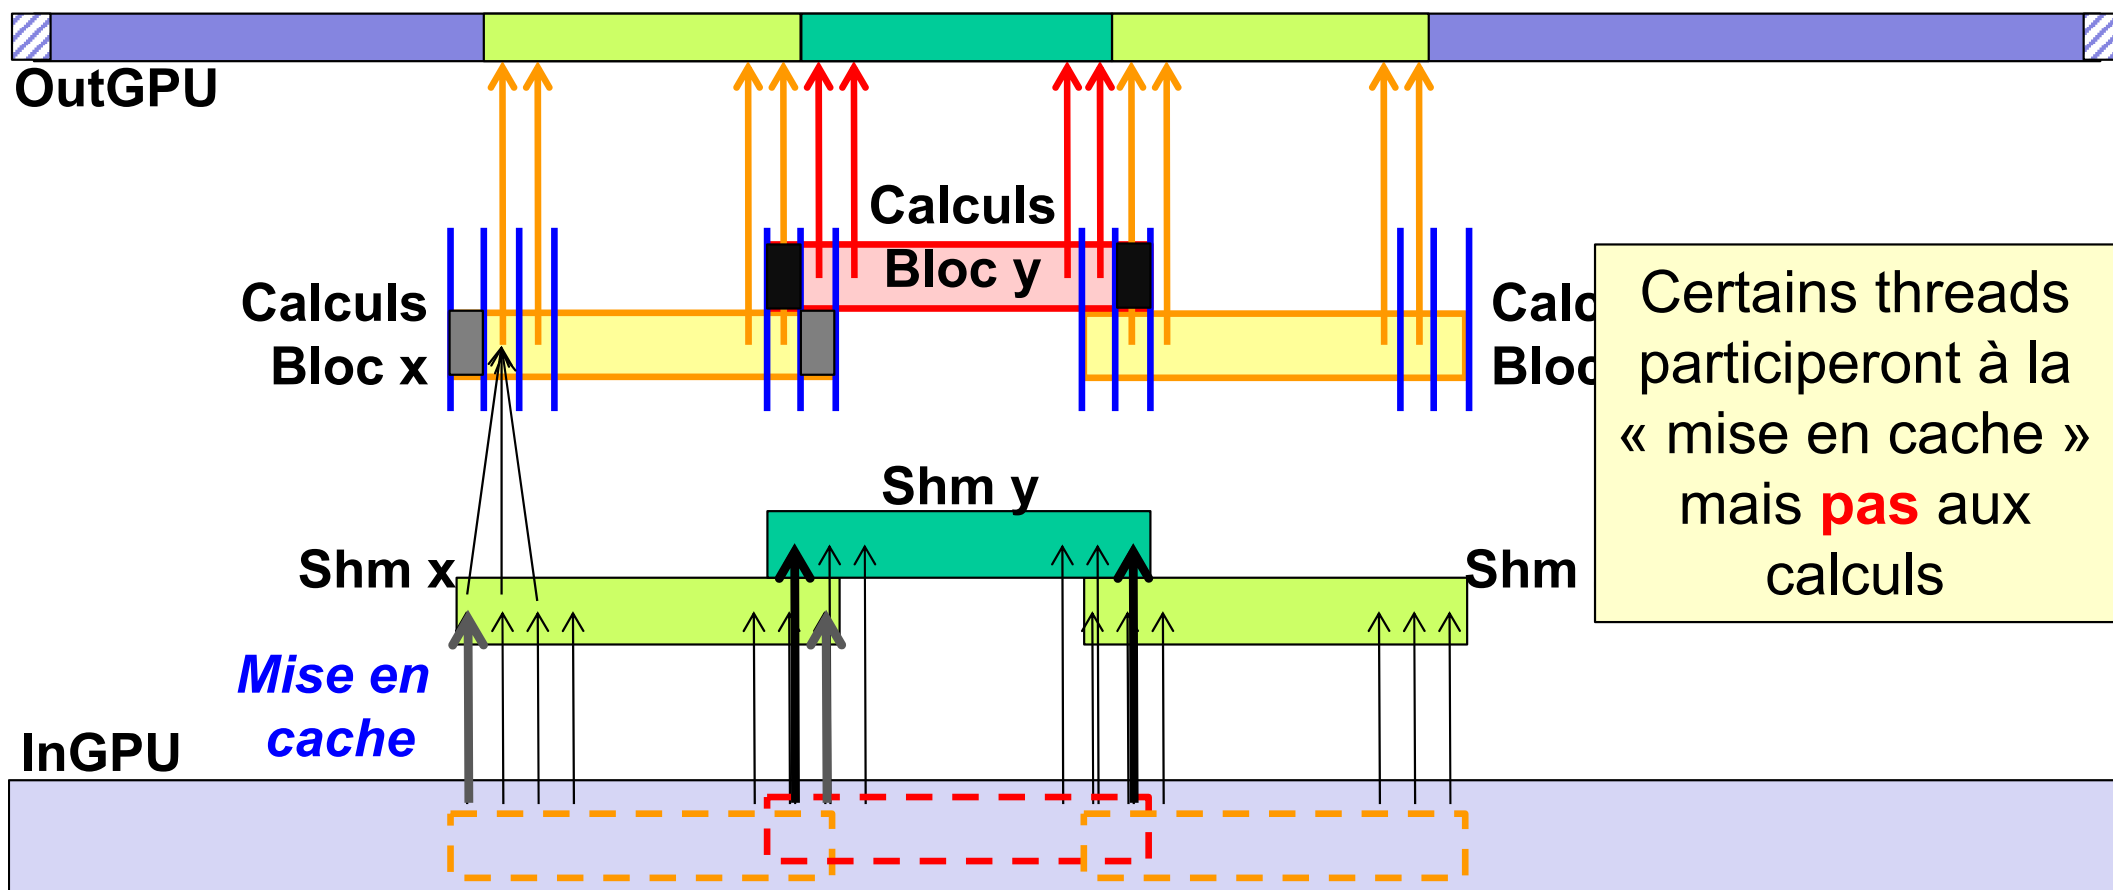 OutGPU
Calculs
Bloc y
Calculs
Bloc x
Calc
Bloc
Certains threads
participeront à la
« mise en cache »
mais pas aux
calculs
Shm y
Shm x
Shm
Mise en
cache
InGPU